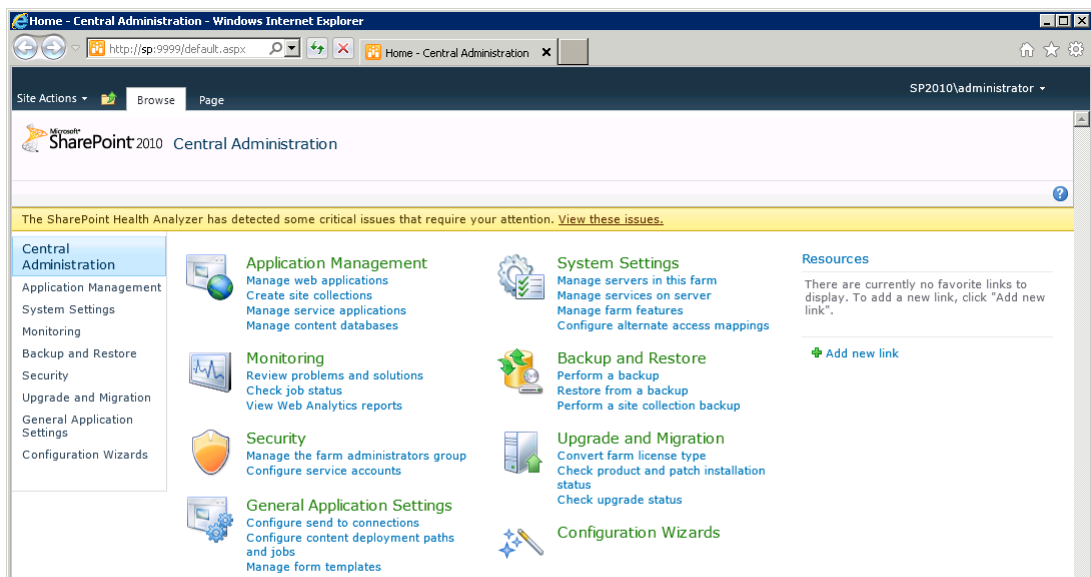 Home - Central Administration - Windows Internet Explorer
http://sp:9999/default.aspx
Home - Central Administration
Site Actions
Browse
Page
SP2010\administrator
Microsoft
SharePoint 2010
Central Administration
The SharePoint Health Analyzer has detected some critical issues that require your attention. View these issues.
Central
Administration
Application Management
System Settings
Monitoring
Backup and Restore
Security
Upgrade and Migration
General Application
Settings
Configuration Wizards
Application Management
Manage web applications
Create site collections
Manage service applications
Manage content databases
Monitoring
Review problems and solutions
Check job status
View Web Analytics reports
Security
Manage the farm administrators group
Configure service accounts
General Application Settings
Configure send to connections
Configure content deployment paths
and jobs
Manage form templates
System Settings
Manage servers in this farm
Manage services on server
Manage farm features
Configure alternate access mappings
Backup and Restore
Perform a backup
Restore from a backup
Perform a site collection backup
Upgrade and Migration
Convert farm license type
Check product and patch installation
status
Check upgrade status
Configuration Wizards
Resources
There are currently no favorite links to
display. To add a new link, click "Add new
link".
Add new link